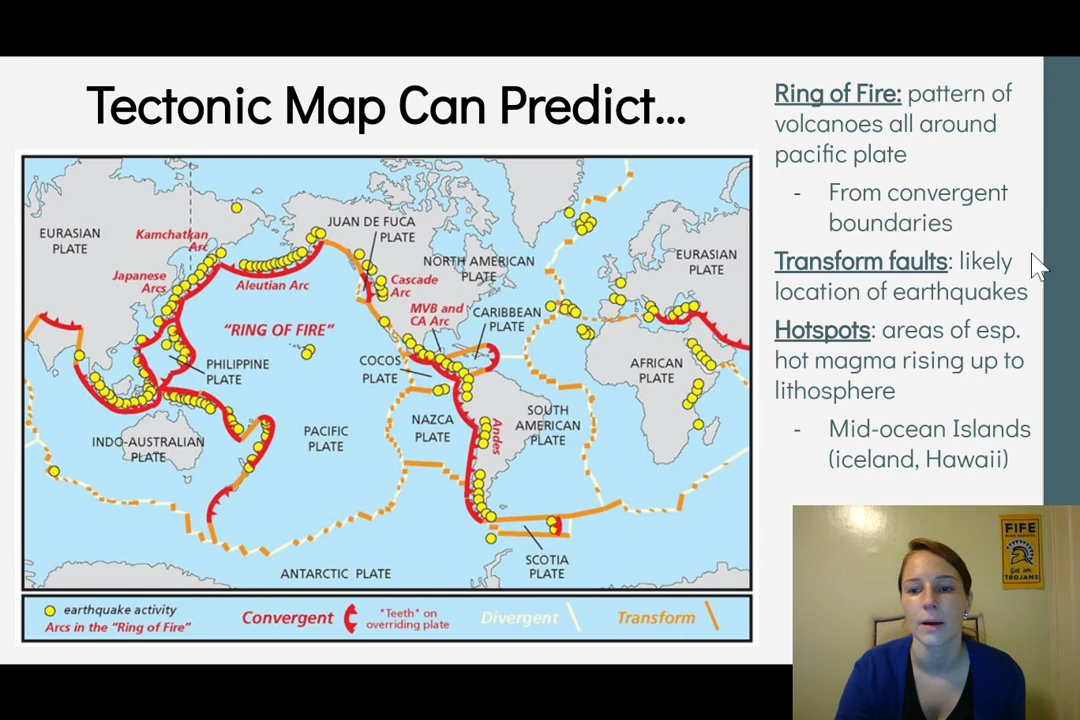 Tectonic Map Can Predict...
Ring of Fire: pattern of
volcanoes all around
pacific plate
- From convergent
boundaries
Transform faults: likely
location of earthquakes
Hotspots: areas of esp.
hot magma rising up to
lithosphere
- Mid-ocean Islands
(iceland, Hawaii)
EURASIAN
PLATE
Kamchatkan
Arc
Japanese
Arcs
Aleutian Arc
JUAN DE FUCA
PLATE
NORTH AMERICAN
PLATE
EURASIAN
PLATE
Cascade
Arc
MVB and
CA Arc
CARIBBEAN
PLATE
"RING OF FIRE"
PHILIPPINE
PLATE
COCOS
PLATE
AFRICAN
PLATE
INDO-AUSTRALIAN
PLATE
PACIFIC
PLATE
NAZCA
PLATE
Andes
SOUTH
AMERICAN
PLATE
ANTARCTIC PLATE
SCOTIA
PLATE
earthquake activity
Arcs in the "Ring of Fire"
Convergent
"Teeth" on
overriding plate
Divergent
Transform
FIFE
TROJANS